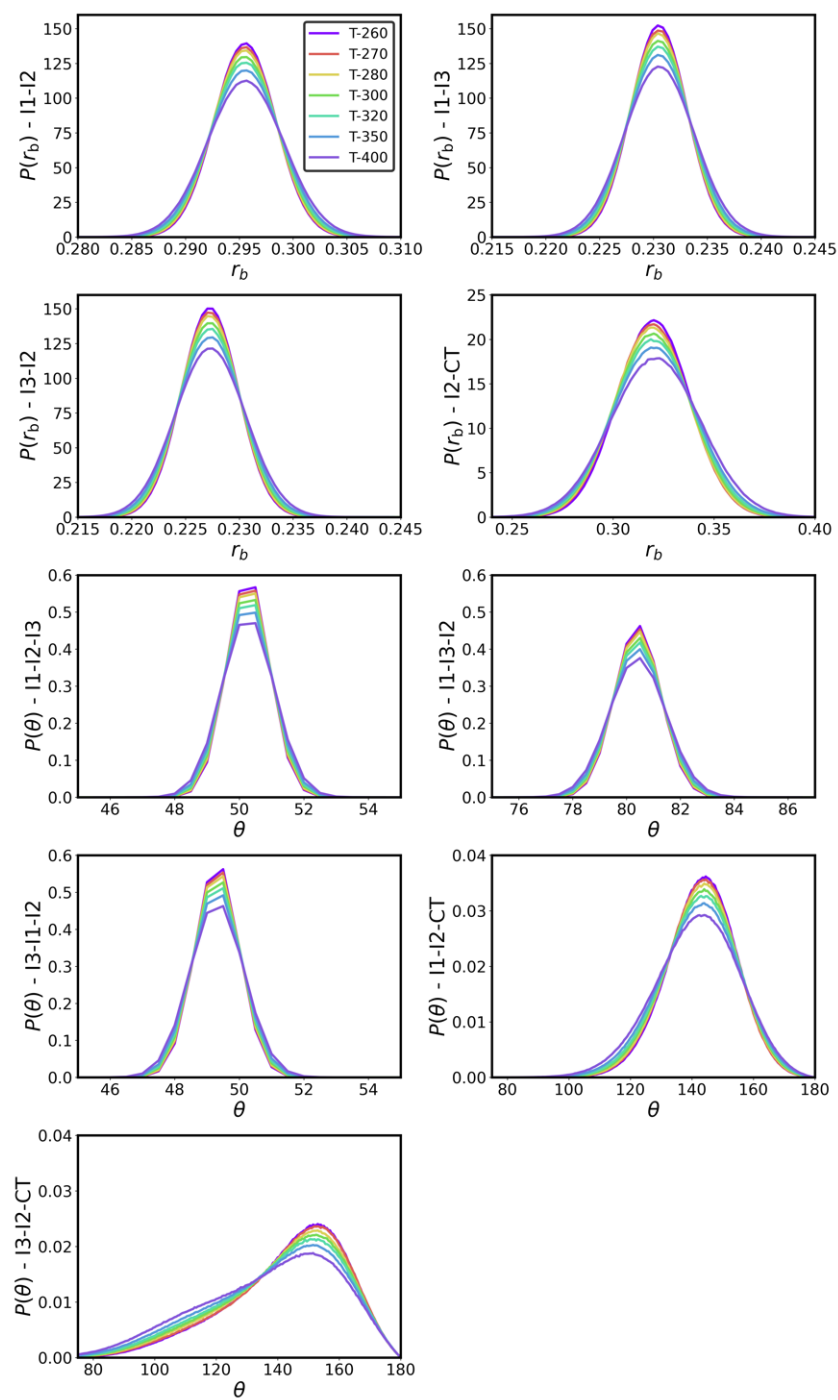 P(r_b) - I1-I2
150
125
100
75
50
25
0
0.280 0.285 0.290 0.295 0.300 0.305 0.310
r_b
T-260
T-270
T-280
T-300
T-320
T-350
T-400
P(r_b) - I1-I3
150
125
100
75
50
25
0
0.215 0.220 0.225 0.230 0.235 0.240 0.245
r_b
P(r_b) - I3-I2
150
125
100
75
50
25
0
0.215 0.220 0.225 0.230 0.235 0.240 0.245
r_b
P(r_b) - I2-CT
25
20
15
10
5
0
0.25 0.30 0.35 0.40
r_b
P(θ) - I1-I2-I3
0.6
0.5
0.4
0.3
0.2
0.1
0.0
46 48 50 52 54
θ
P(θ) - I1-I3-I2
0.6
0.5
0.4
0.3
0.2
0.1
0.0
76 78 80 82 84 86
θ
P(θ) - I3-I1-I2
0.6
0.5
0.4
0.3
0.2
0.1
0.0
46 48 50 52 54
θ
P(θ) - I1-I2-CT
0.04
0.03
0.02
0.01
0.00
80 100 120 140 160 180
θ
P(θ) - I3-I2-CT
0.04
0.03
0.02
0.01
0.00
80 100 120 140 160 180
θ